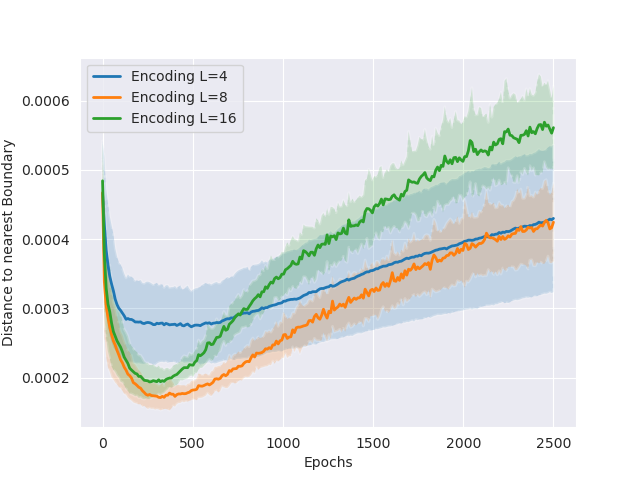 Encoding L=4
Encoding L=8
Encoding L=16
Distance to nearest Boundary
0.0006
0.0005
0.0004
0.0003
0.0002
0 500 1000 1500 2000 2500
Epochs